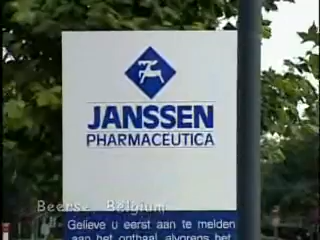 JANSSEN
PHARMACEUTICA
Beerse Belgium
Gelieve u eerst aan te melden
aan het onthaal alvorens het